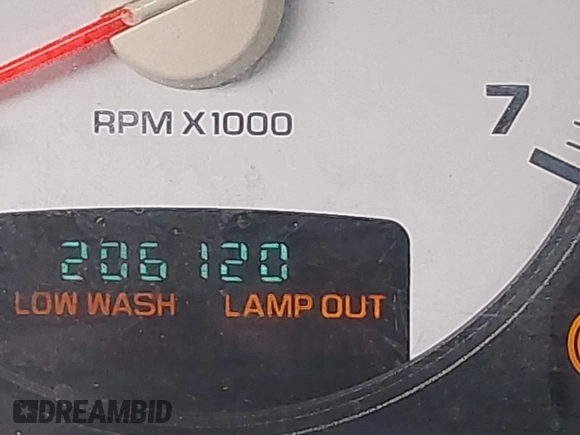 RPM X1000
7
206120
LOW WASH LAMP OUT
DREAMBID